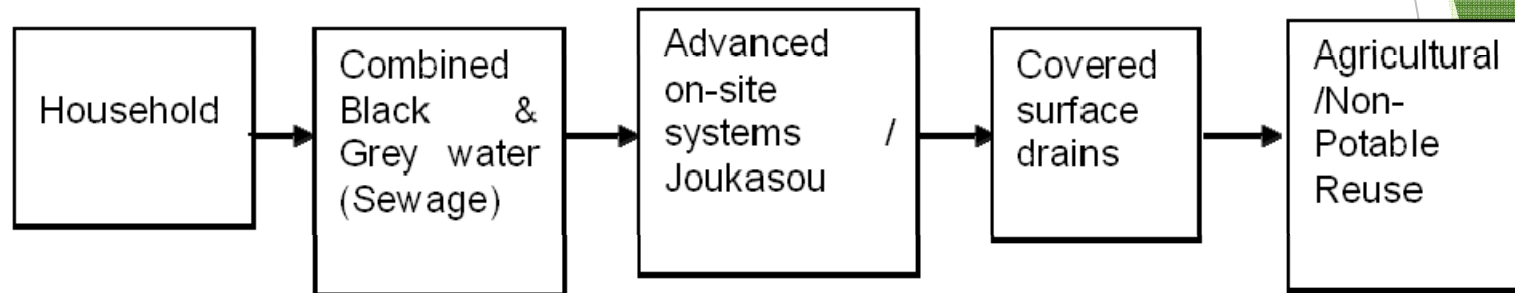 Household
Combined
Black &
Grey water
(Sewage)
Advanced
on-site
systems /
Joukasou
Covered
surface
drains
Agricultural
/Non-
Potable
Reuse